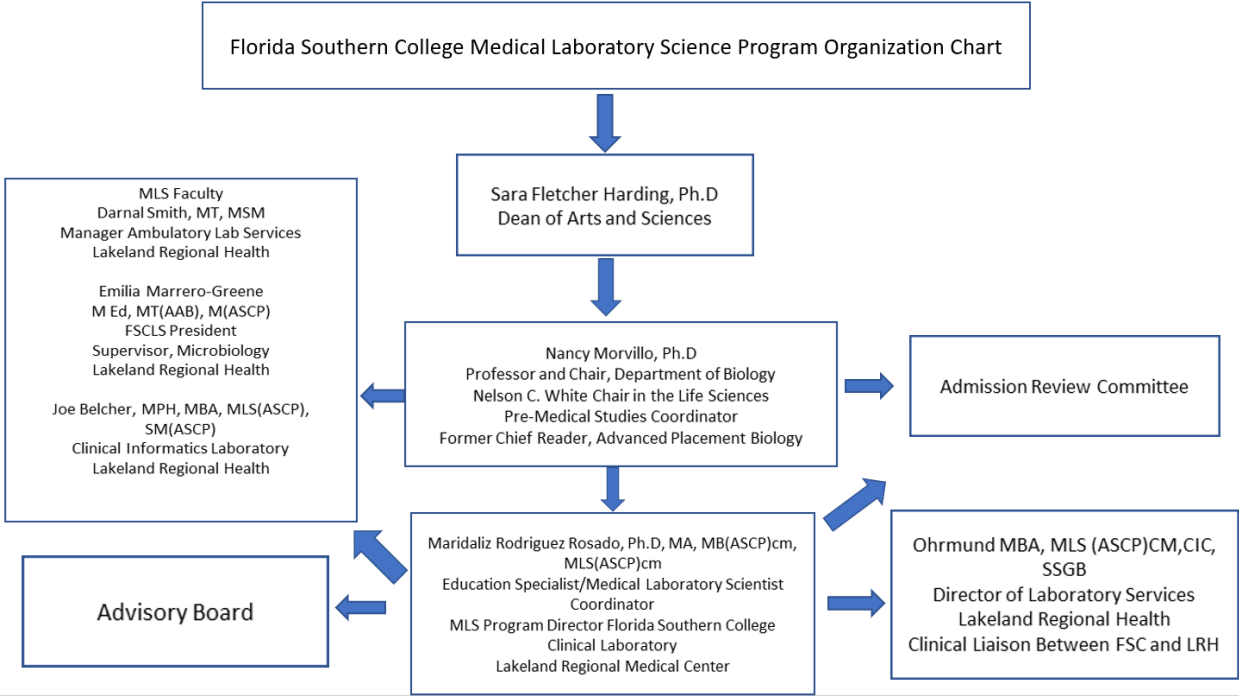 Florida Southern College Medical Laboratory Science Program Organization Chart
Sara Fletcher Harding, Ph.D
Dean of Arts and Sciences
MLS Faculty
Darnal Smith, MT, MSM
Manager Ambulatory Lab Services
Lakeland Regional Health
Emilia Marrero-Greene
M Ed, MT(AAB), M(ASCP)
FSCLS President
Supervisor, Microbiology
Lakeland Regional Health
Joe Belcher, MPH, MBA, MLS(ASCP),
SM(ASCP)
Clinical Informatics Laboratory
Lakeland Regional Health
Nancy Morvillo, Ph.D
Professor and Chair, Department of Biology
Nelson C. White Chair in the Life Sciences
Pre-Medical Studies Coordinator
Former Chief Reader, Advanced Placement Biology
Admission Review Committee
Advisory Board
Maridaliz Rodriguez Rosado, Ph.D, MA, MB(ASCP)cm,
MLS(ASCP)cm
Education Specialist/Medical Laboratory Scientist
Coordinator
MLS Program Director Florida Southern College
Clinical Laboratory
Lakeland Regional Medical Center
Ohrmund MBA, MLS (ASCP)CM,CIC,
SSGB
Director of Laboratory Services
Lakeland Regional Health
Clinical Liaison Between FSC and LRH